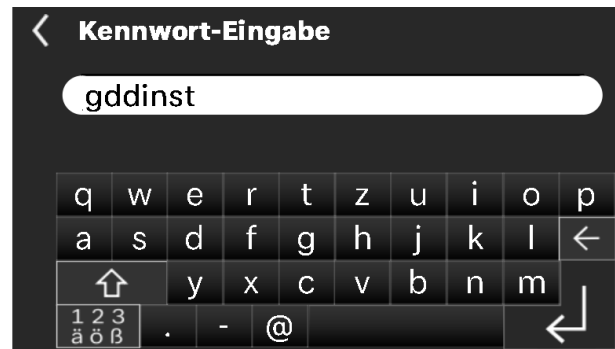 Kennwort-Eingabe
gddinst
q w e r t z u i o p
a s d f g h j k l
y x c v b n m
1 2 3
ä ö ß . - @